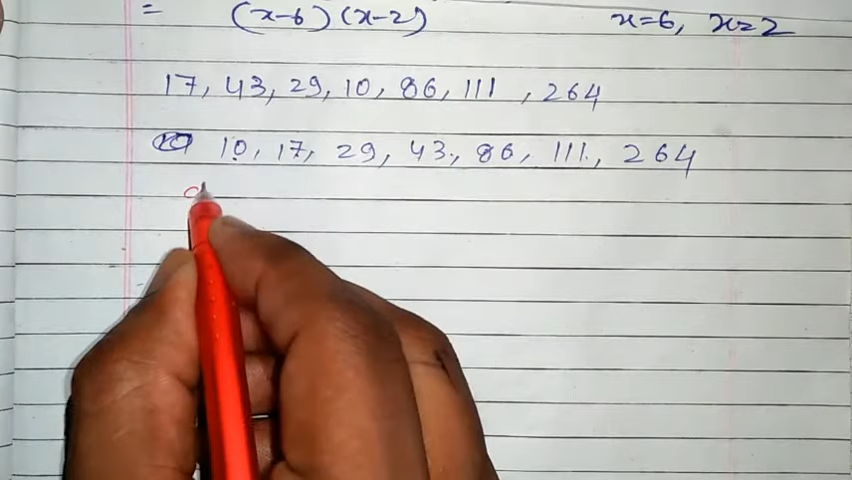 = (x-6) (x-2) x=6, x=2
17, 43, 29, 10, 86, 111 , 264
10, 17, 29, 43, 86, 111, 264